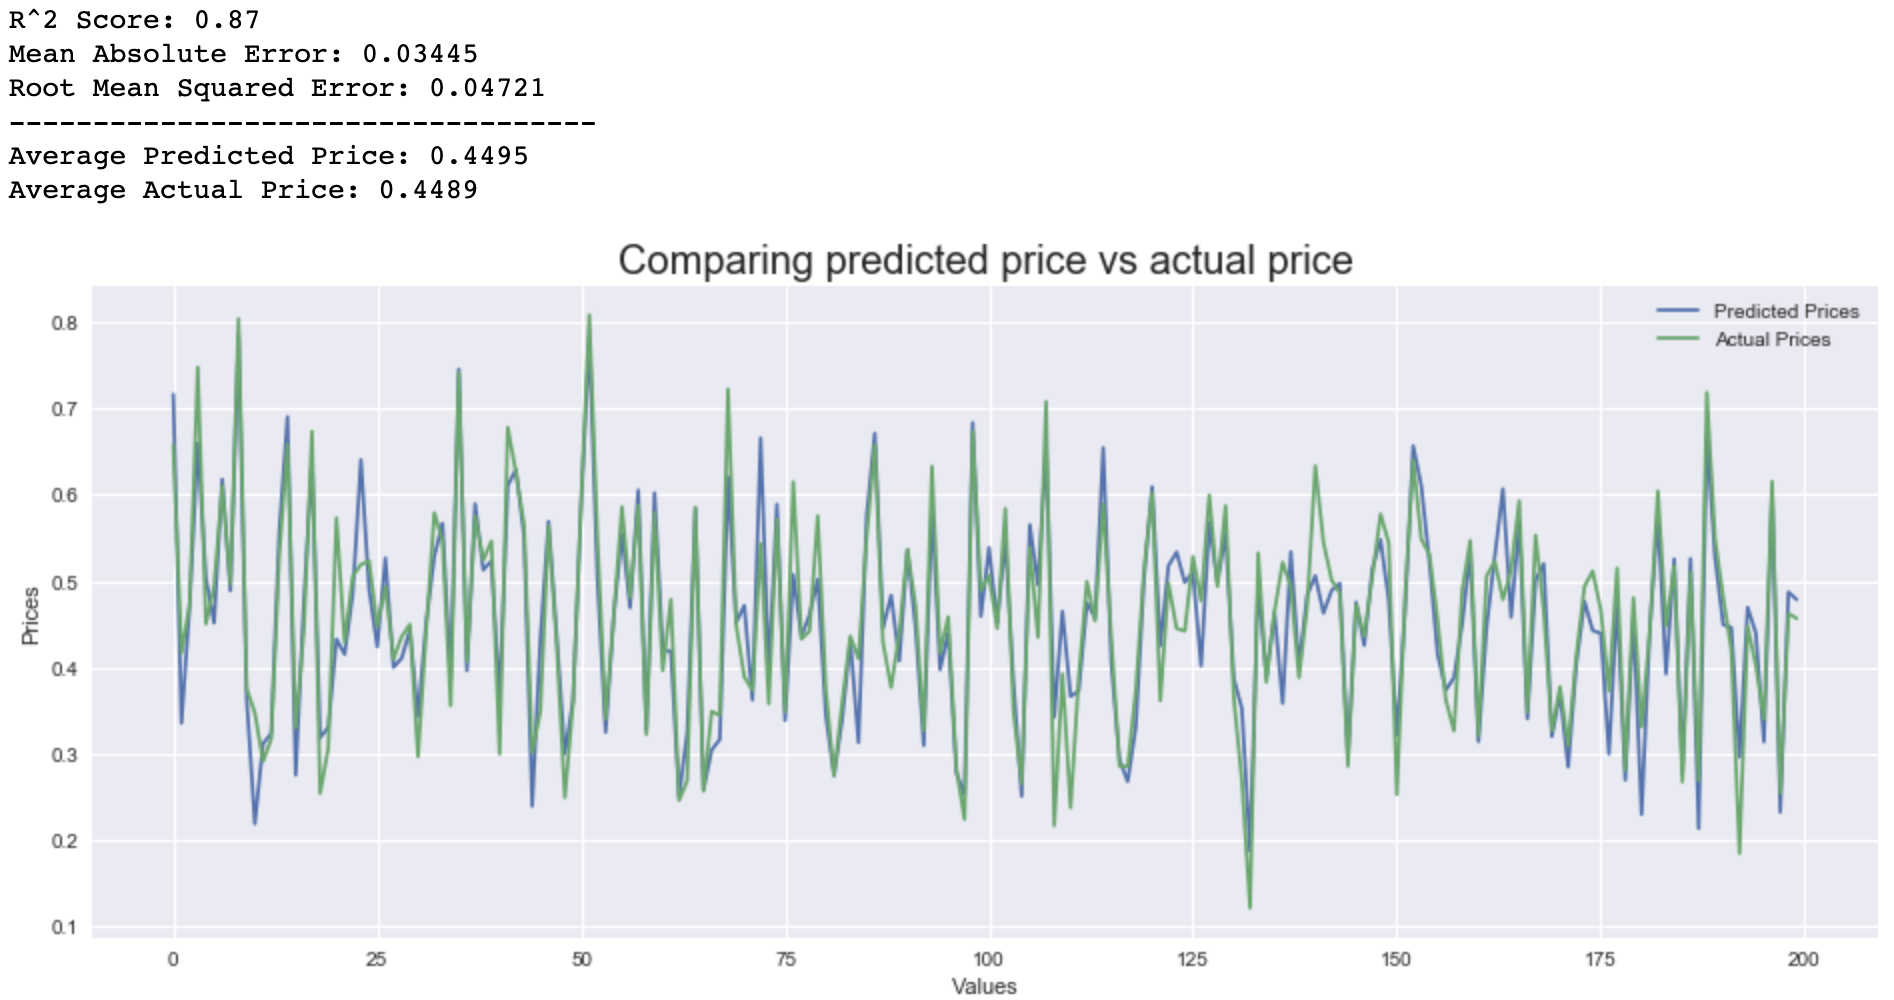 R^2 Score: 0.87
Mean Absolute Error: 0.03445
Root Mean Squared Error: 0.04721
-----------------------------------
Average Predicted Price: 0.4495
Average Actual Price: 0.4489
Comparing predicted price vs actual price
Predicted Prices
Actual Prices
0.8
0.7
0.6
0.5
0.4
0.3
0.2
0.1
Prices
0 25 50 75 100 125 150 175 200
Values